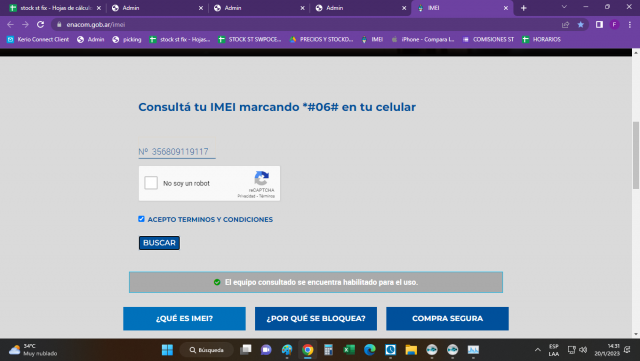 stock st fix - Hojas de cálcul
Admin
Admin
Admin
IMEI
enacom.gob.ar/imei
F
Kerio Connect Client
Admin
picking
stock st fix - Hojas...
STOCK ST SWPOCE...
PRECIOS Y STOCKD...
IMEI
iPhone - Compara l...
COMISIONES ST
HORARIOS
Consultá tu IMEI marcando *#06# en tu celular
Nº 356809119117
No soy un robot
reCAPTCHA
Privacidad - Términos
ACEPTO TERMINOS Y CONDICIONES
BUSCAR
El equipo consultado se encuentra habilitado para el uso.
¿QUÉ ES IMEI?
¿POR QUÉ SE BLOQUEA?
COMPRA SEGURA
34°C
Muy nublado
Búsqueda
ESP
LAA
14:31
20/1/2023